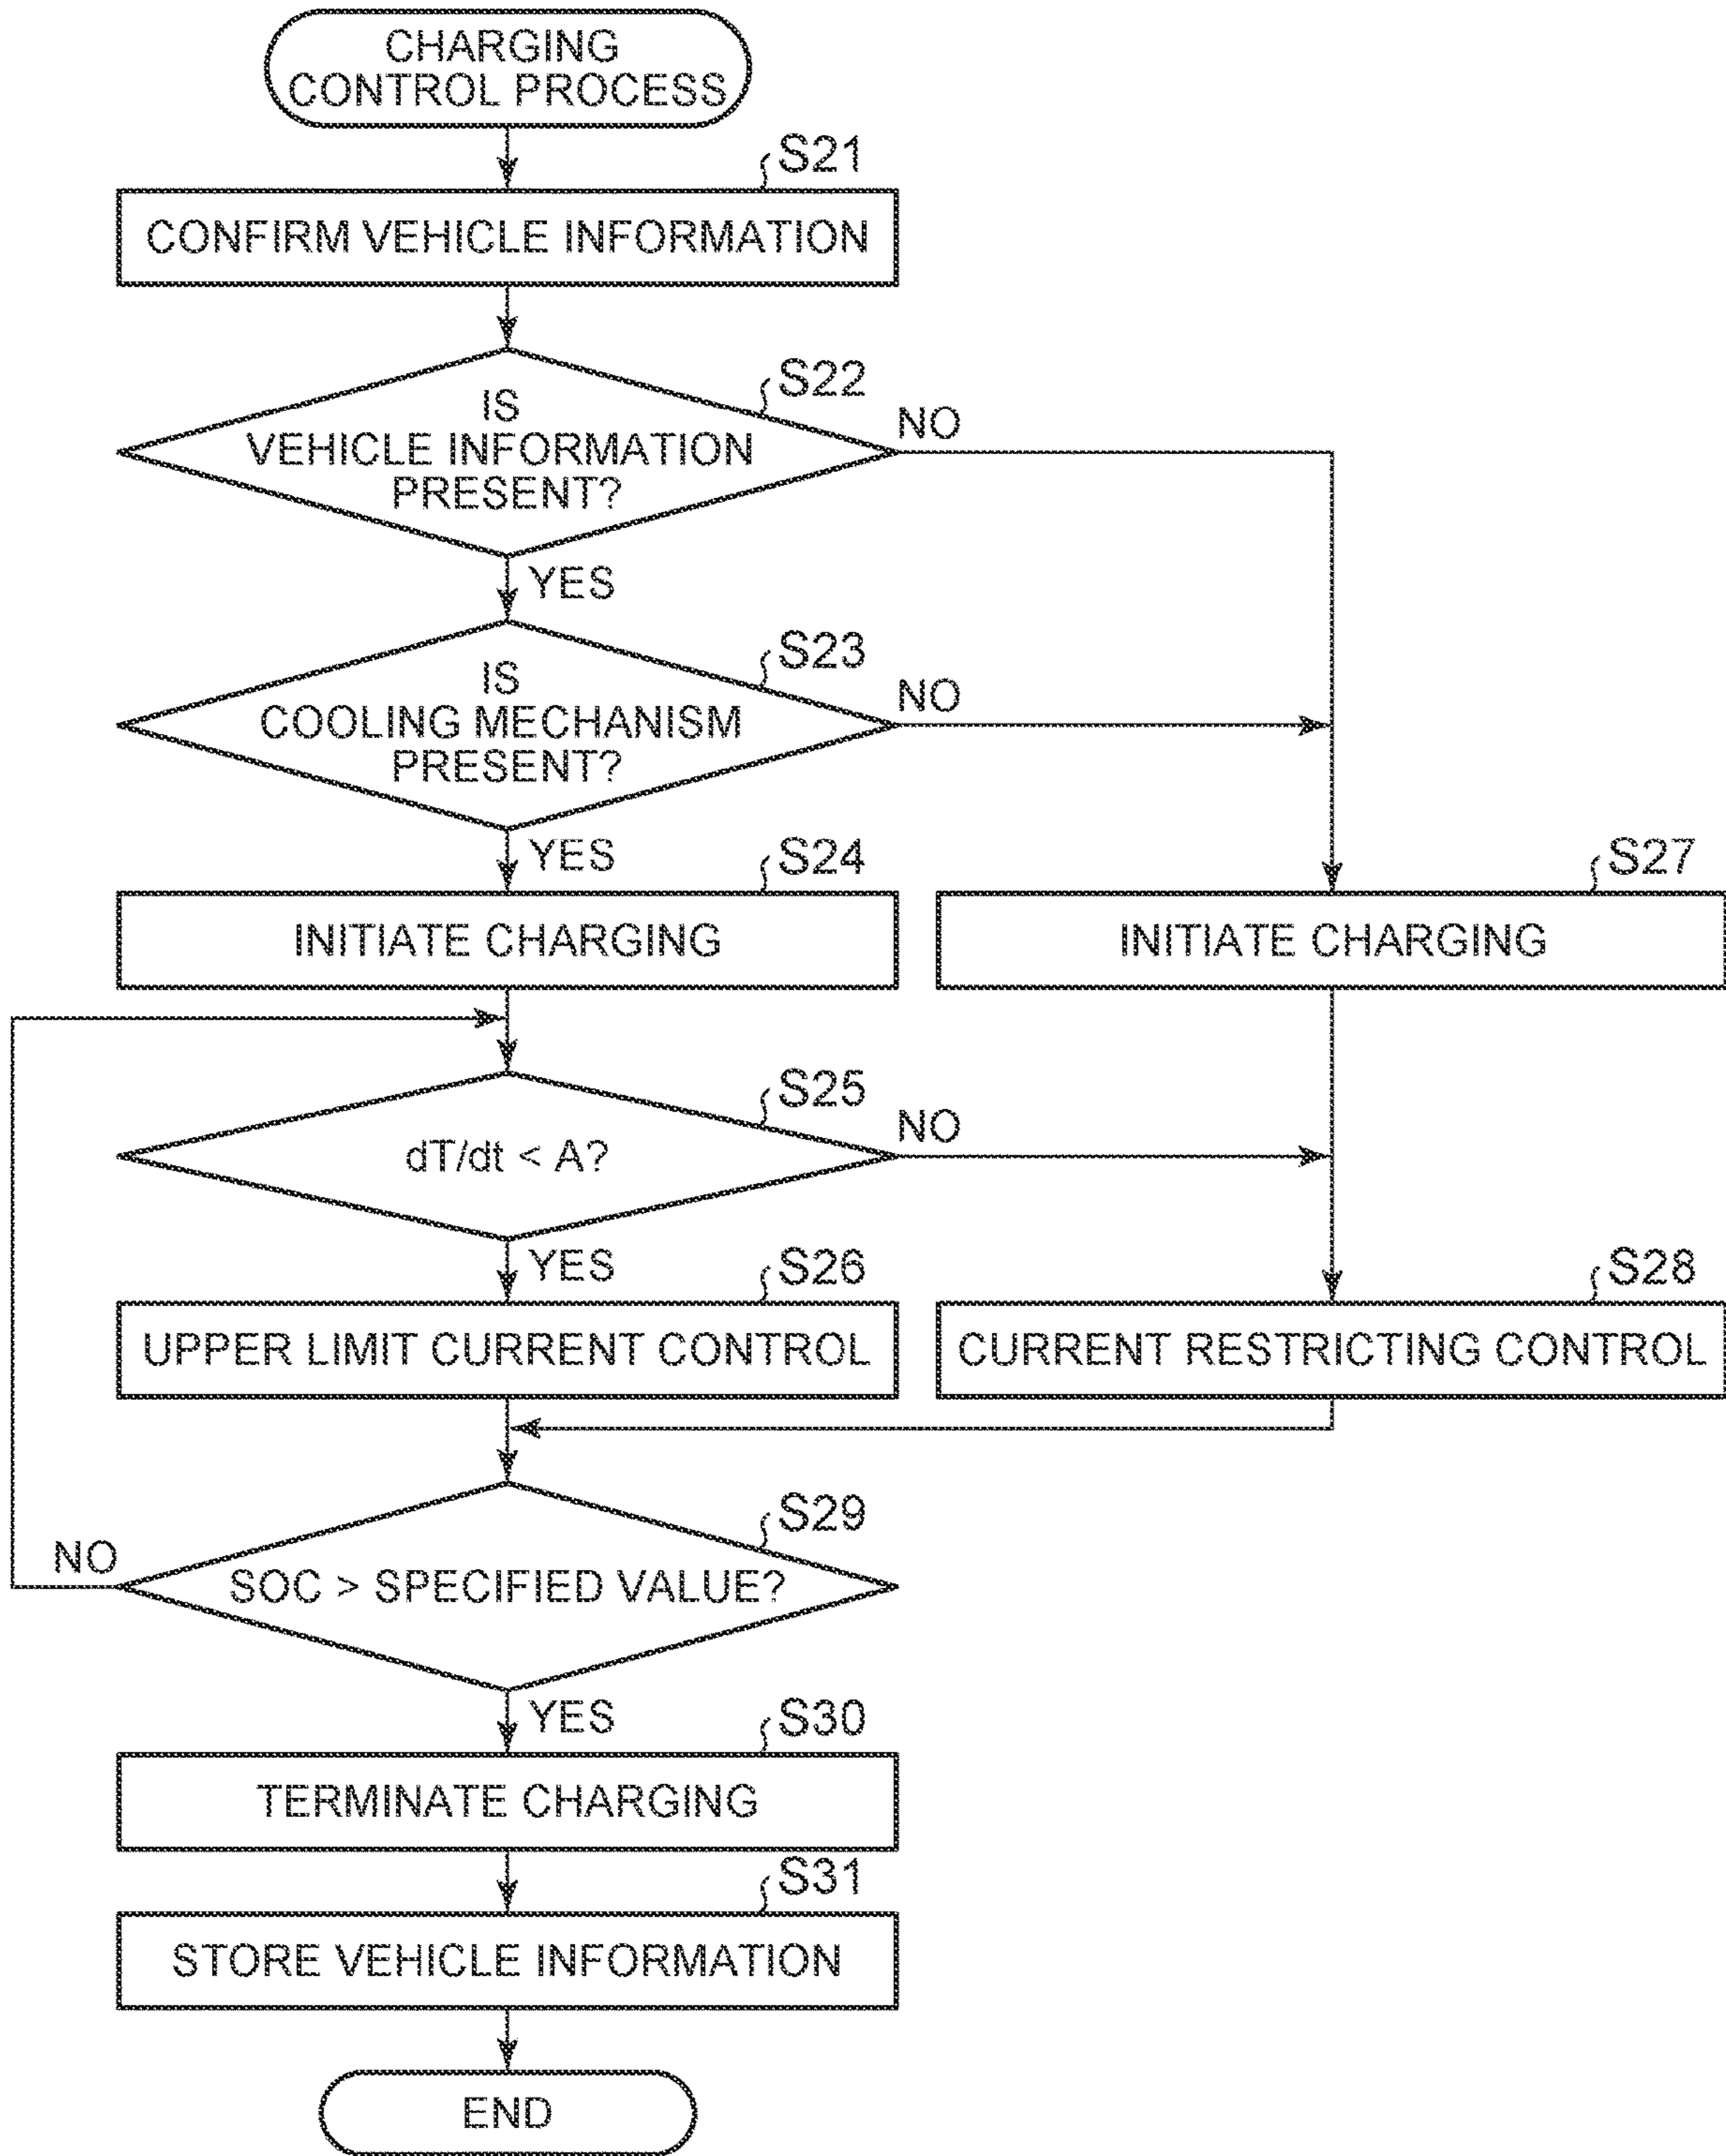 CHARGING
CONTROL PROCESS
S21
CONFIRM VEHICLE INFORMATION
S22
IS
VEHICLE INFORMATION
PRESENT?
NO
YES
S23
IS
COOLING MECHANISM
PRESENT?
NO
YES
S24
INITIATE CHARGING
S27
INITIATE CHARGING
S25
dT/dt < A?
NO
YES
S26
UPPER LIMIT CURRENT CONTROL
S28
CURRENT RESTRICTING CONTROL
S29
SOC > SPECIFIED VALUE?
NO
YES
S30
TERMINATE CHARGING
S31
STORE VEHICLE INFORMATION
END